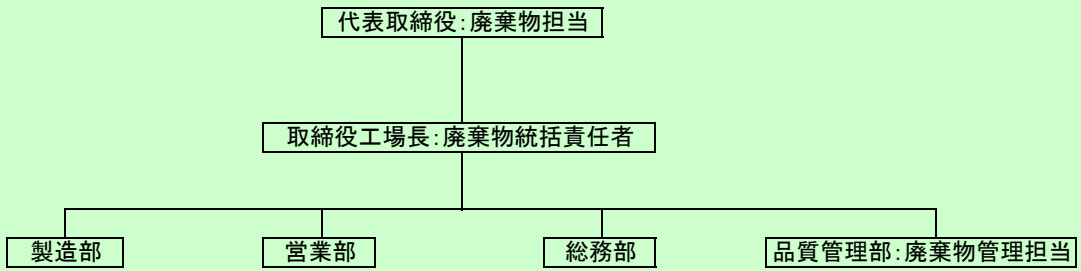 代表取締役：廃棄物担当
取締役工場長：廃棄物統括責任者
製造部
営業部
総務部
品質管理部：廃棄物管理担当